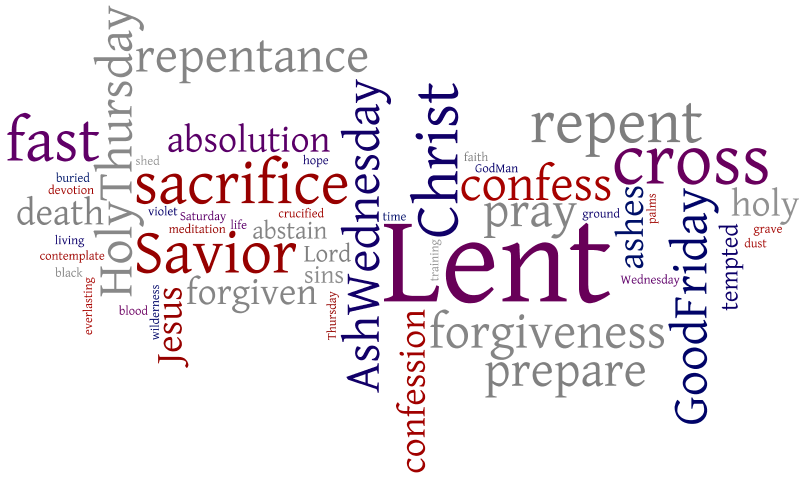 HolyThursday
repentance
fast
absolution
AshWednesday
Christ
repent
cross
shed
hope
faith
GodMan
buried
devotion
sacrifice
confess
death
violet
Saturday
crucified
time
pray
ground
ashes
palms
holy
living
meditation
life
abstain
GoodFriday
grave
dust
contemplate
Savior
Lord
training
Lent
tempted
black
sins
Wednesday
everlasting
blood
wilderness
Jesus
forgiven
Thursday
confession
forgiveness
prepare